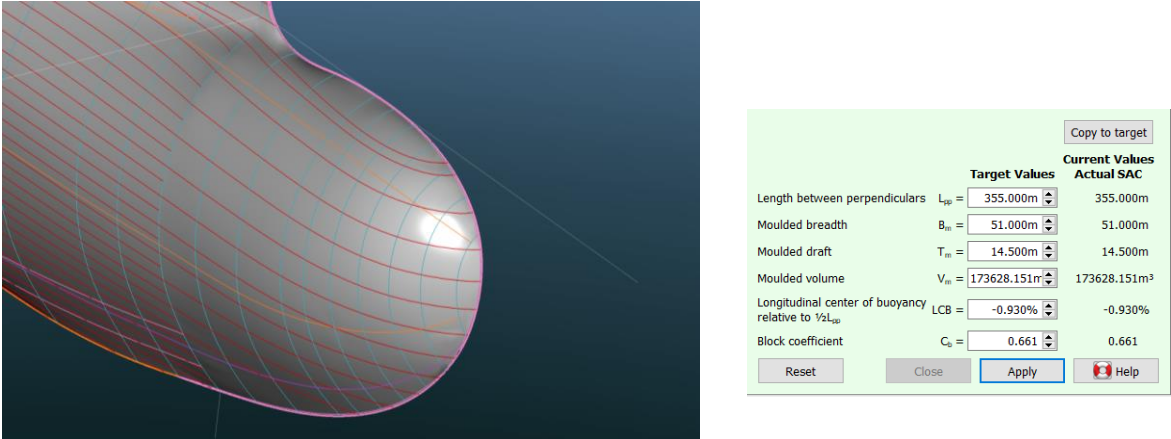 Copy to target
Target Values Current Values Actual SAC
Length between perpendiculars Lpp = 355.000m 355.000m
Moulded breadth Bm = 51.000m 51.000m
Moulded draft Tm = 14.500m 14.500m
Moulded volume Vm = 173628.151m 173628.151m³
Longitudinal center of buoyancy relative to ½Lpp LCB = -0.930% -0.930%
Block coefficient Cb = 0.661 0.661
Reset Close Apply Help